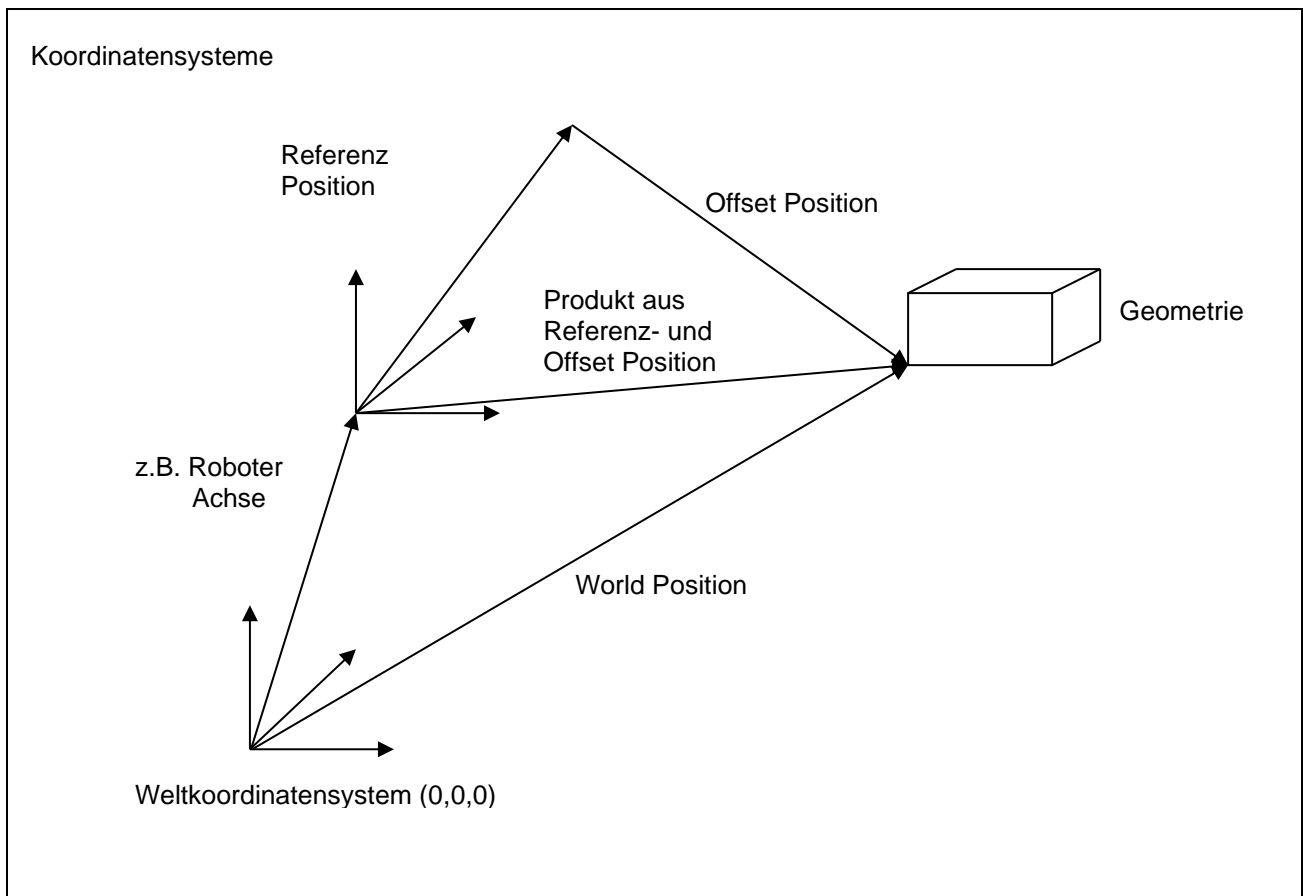 Koordinatensysteme
Referenz
Position
Offset Position
Produkt aus
Referenz- und
Offset Position
Geometrie
z.B. Roboter
Achse
World Position
Weltkoordinatensystem (0,0,0)